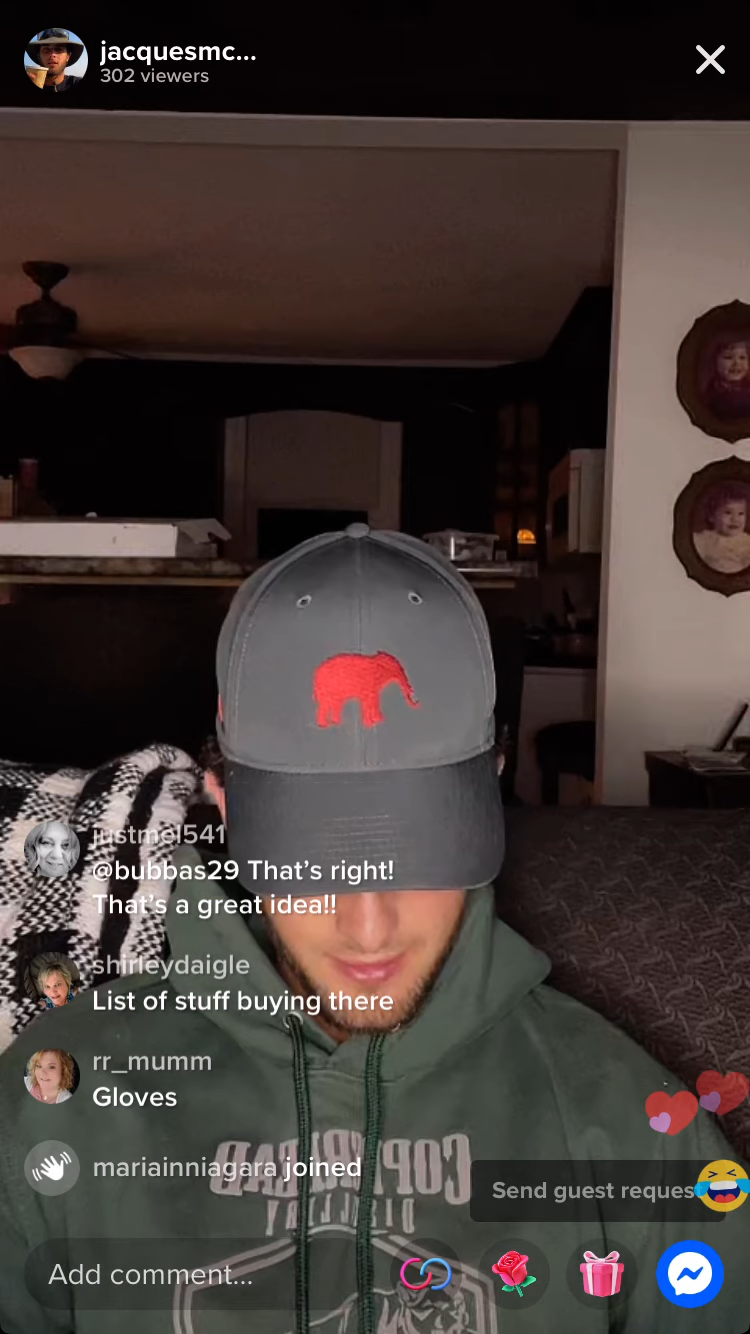 jacquesmc...
302 viewers
justmel541
@bubbas29 That's right!
That's a great idea!!
shirleydaigle
List of stuff buying there
rr_mumm
Gloves
mariainniagara joined
Send guest reques
Add comment...